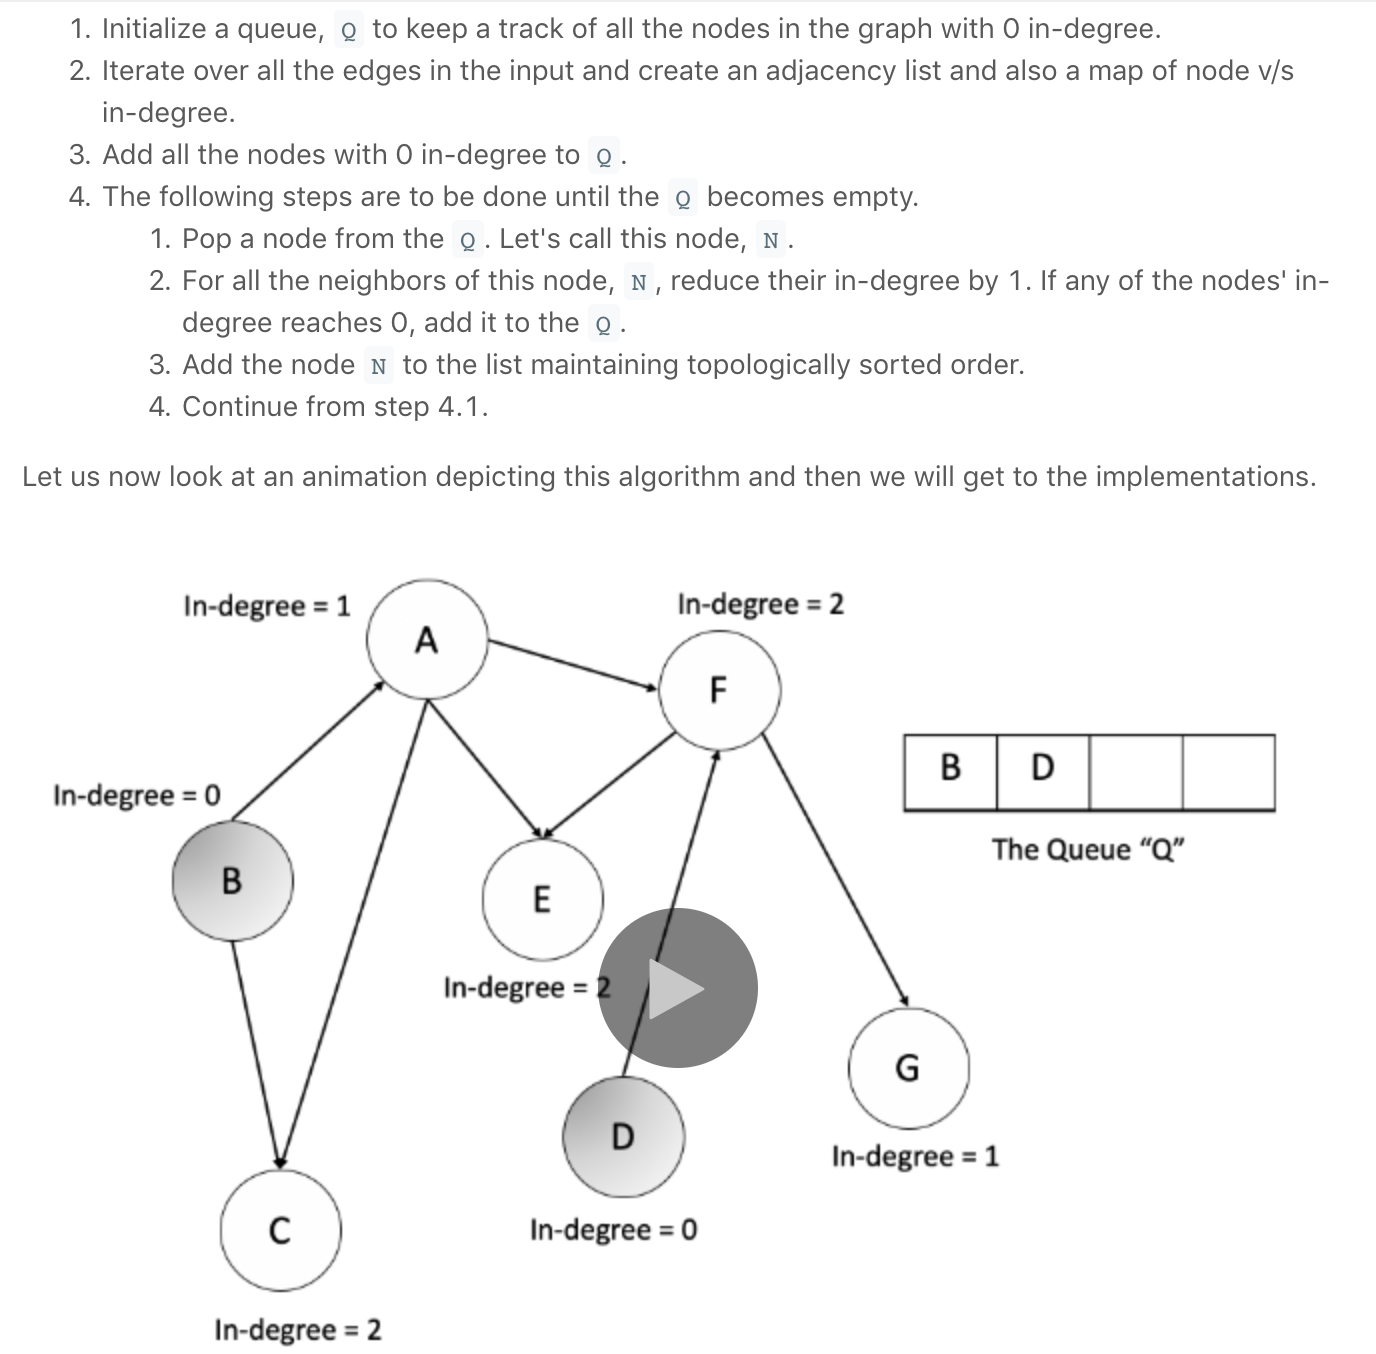 1. Initialize a queue, Q to keep a track of all the nodes in the graph with 0 in-degree.
2. Iterate over all the edges in the input and create an adjacency list and also a map of node v/s
in-degree.
3. Add all the nodes with 0 in-degree to Q .
4. The following steps are to be done until the Q becomes empty.
1. Pop a node from the Q . Let's call this node, N .
2. For all the neighbors of this node, N , reduce their in-degree by 1. If any of the nodes' in-
degree reaches 0, add it to the Q .
3. Add the node N to the list maintaining topologically sorted order.
4. Continue from step 4.1.
Let us now look at an animation depicting this algorithm and then we will get to the implementations.
In-degree = 1
A
In-degree = 2
F
In-degree = 0
B
B D
The Queue “Q”
E
In-degree = 2
G
In-degree = 1
D
In-degree = 0
C
In-degree = 2